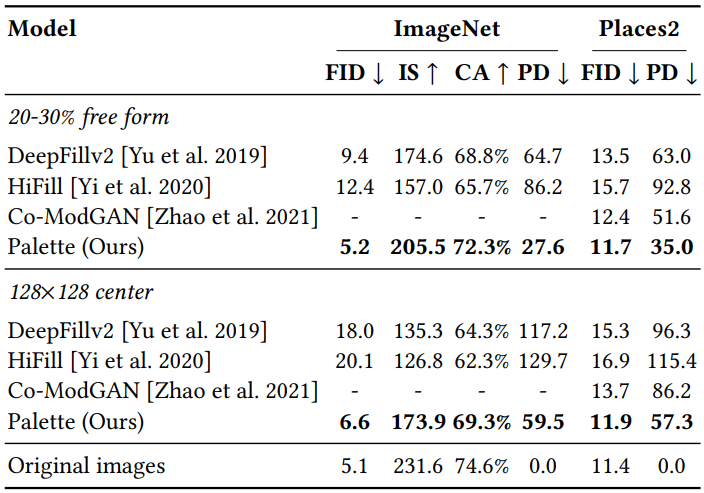 Model ImageNet Places2
FID ↓ IS ↑ CA ↑ PD ↓ FID ↓ PD ↓
20-30% free form
DeepFillv2 [Yu et al. 2019] 9.4 174.6 68.8% 64.7 13.5 63.0
HiFill [Yi et al. 2020] 12.4 157.0 65.7% 86.2 15.7 92.8
Co-ModGAN [Zhao et al. 2021] - - - - 12.4 51.6
Palette (Ours) 5.2 205.5 72.3% 27.6 11.7 35.0
128×128 center
DeepFillv2 [Yu et al. 2019] 18.0 135.3 64.3% 117.2 15.3 96.3
HiFill [Yi et al. 2020] 20.1 126.8 62.3% 129.7 16.9 115.4
Co-ModGAN [Zhao et al. 2021] - - - - 13.7 86.2
Palette (Ours) 6.6 173.9 69.3% 59.5 11.9 57.3
Original images 5.1 231.6 74.6% 0.0 11.4 0.0